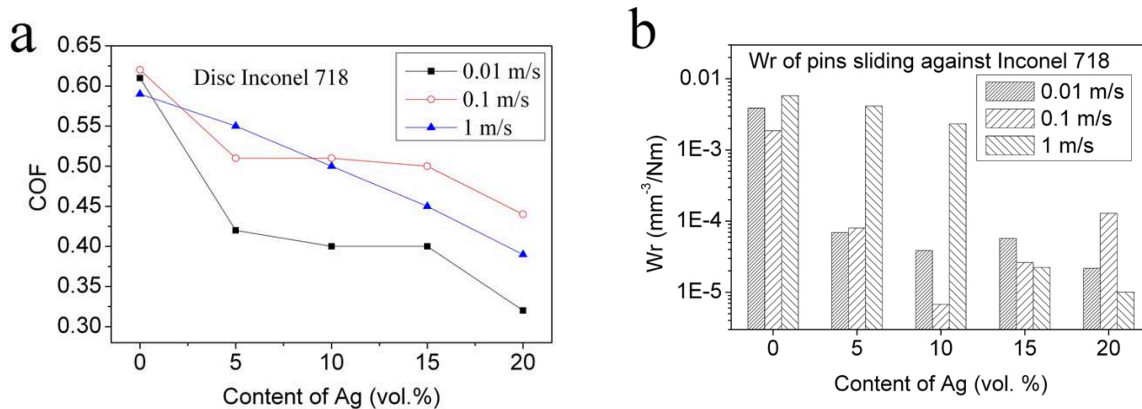 a
0.65
0.60
0.55
0.50
0.45
0.40
0.35
0.30
COF
Disc Inconel 718
0.01 m/s
0.1 m/s
1 m/s
0 5 10 15 20
Content of Ag (vol.%)
b
Wr of pins sliding against Inconel 718
0.01 m/s
0.1 m/s
1 m/s
0.01
1E-3
1E-4
1E-5
Wr (mm⁻³/Nm)
0 5 10 15 20
Content of Ag (vol. %)